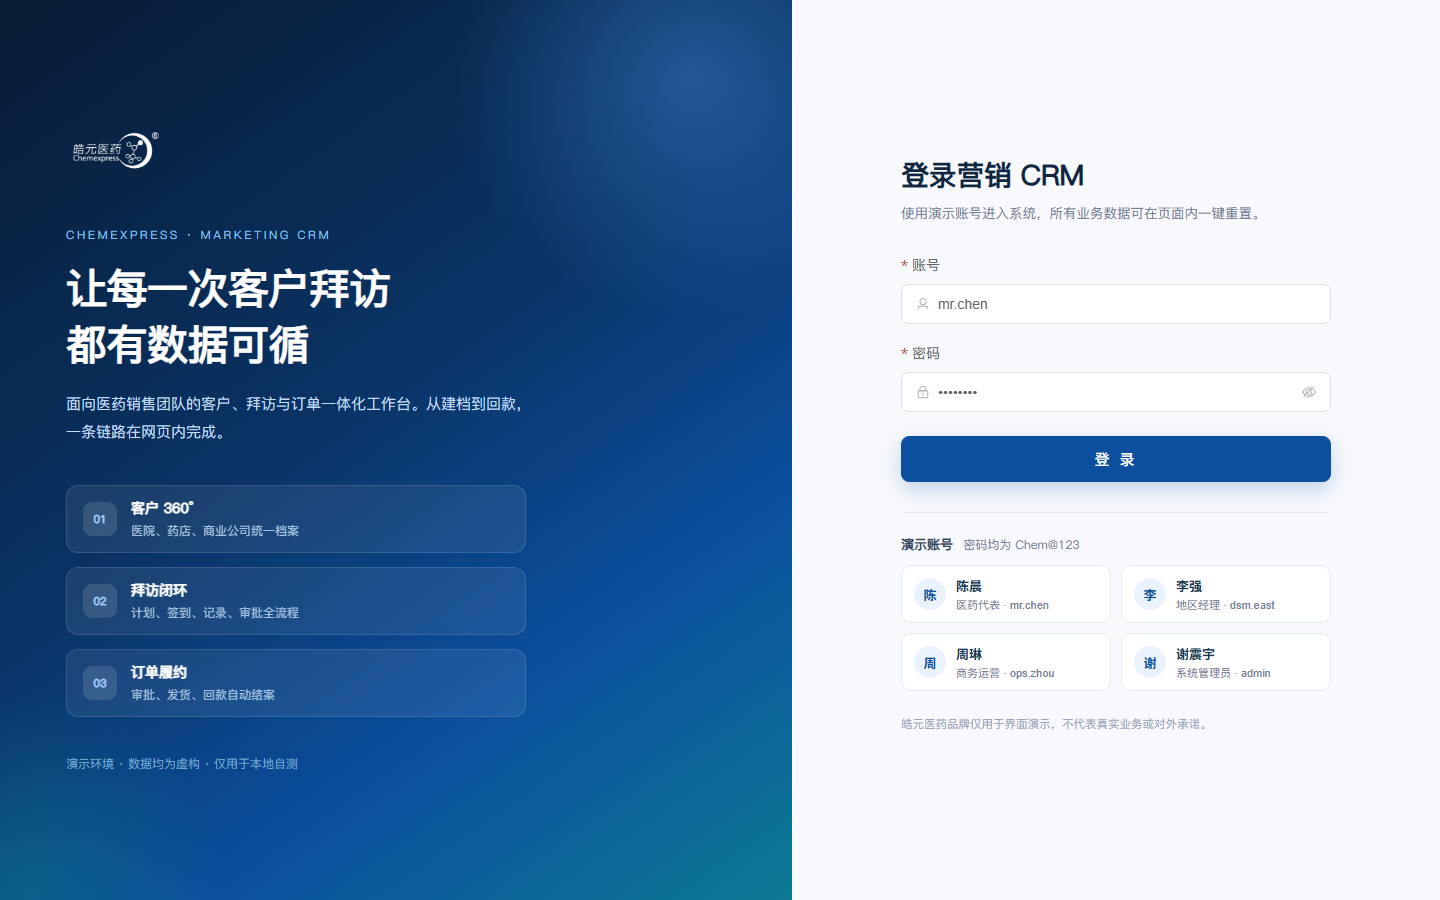 皓元医药®
Chemexpress
CHEMEXPRESS · MARKETING CRM
让每一次客户拜访
都有数据可循
面向医药销售团队的客户、拜访与订单一体化工作台。从建档到回款，
一条链路在网页内完成。
01
客户 360°
医院、药店、商业公司统一档案
02
拜访闭环
计划、签到、记录、审批全流程
03
订单履约
审批、发货、回款自动结案
演示环境 · 数据均为虚构 · 仅用于本地自测
登录营销 CRM
使用演示账号进入系统，所有业务数据可在页面内一键重置。
* 账号
mr.chen
* 密码
••••••••
登 录
演示账号 密码均为 Chem@123
陈
陈晨
医药代表 · mr.chen
李
李强
地区经理 · dsm.east
周
周琳
商务运营 · ops.zhou
谢
谢震宇
系统管理员 · admin
皓元医药品牌仅用于界面演示，不代表真实业务或对外承诺。